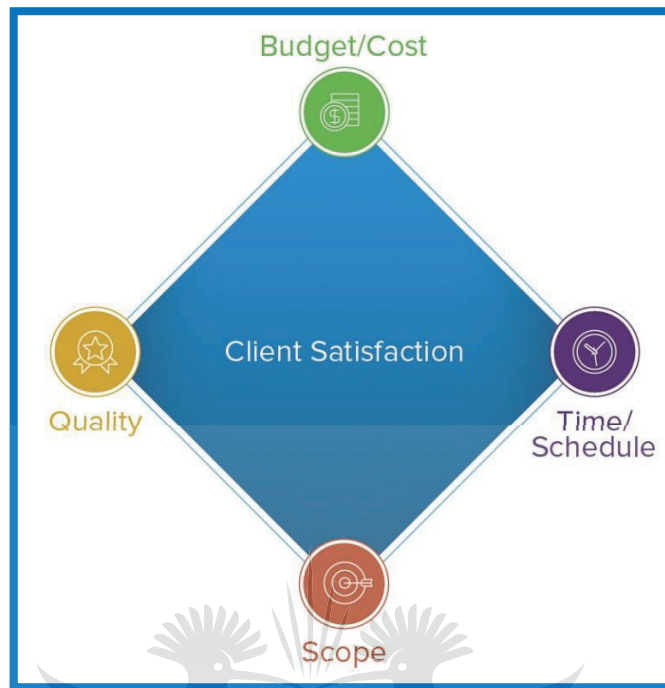 Budget/Cost
Client Satisfaction
Quality
Time/
Schedule
Scope